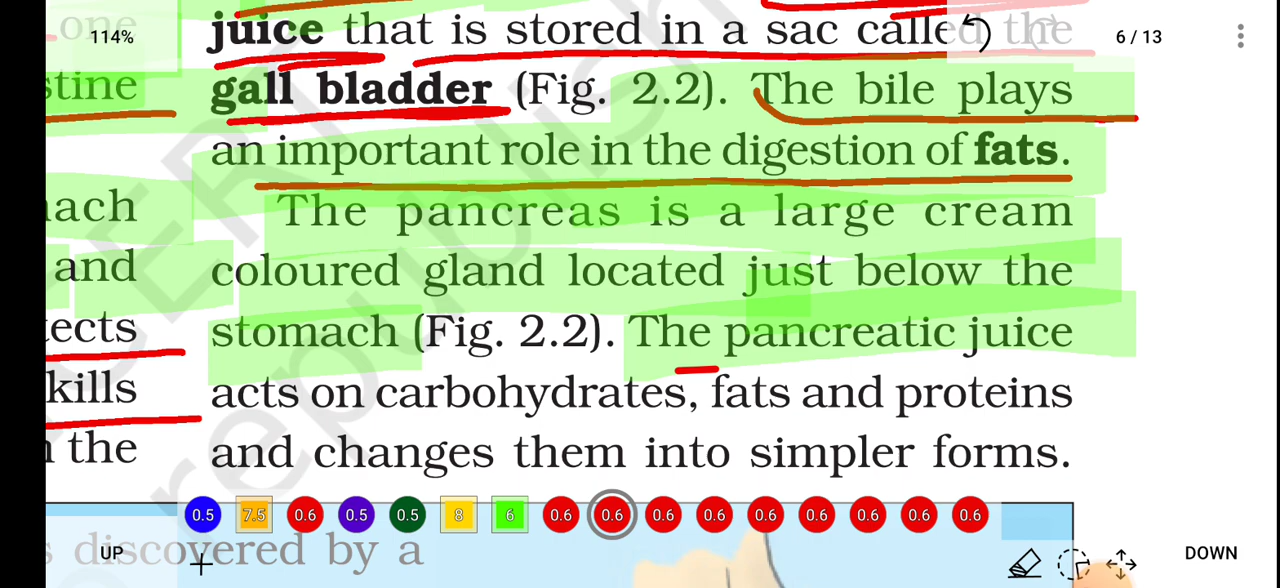 one
stine
ach
and
tects
kills
the
juice that is stored in a sac called the
gall bladder (Fig. 2.2). The bile plays
an important role in the digestion of fats.
The pancreas is a large cream
coloured gland located just below the
stomach (Fig. 2.2). The pancreatic juice
acts on carbohydrates, fats and proteins
and changes them into simpler forms.
114%
6 / 13
0.5 7.5 0.6 0.5 0.5 8 6 0.6 0.6 0.6 0.6 0.6 0.6 0.6 0.6 0.6
s discovered by a
UP
DOWN